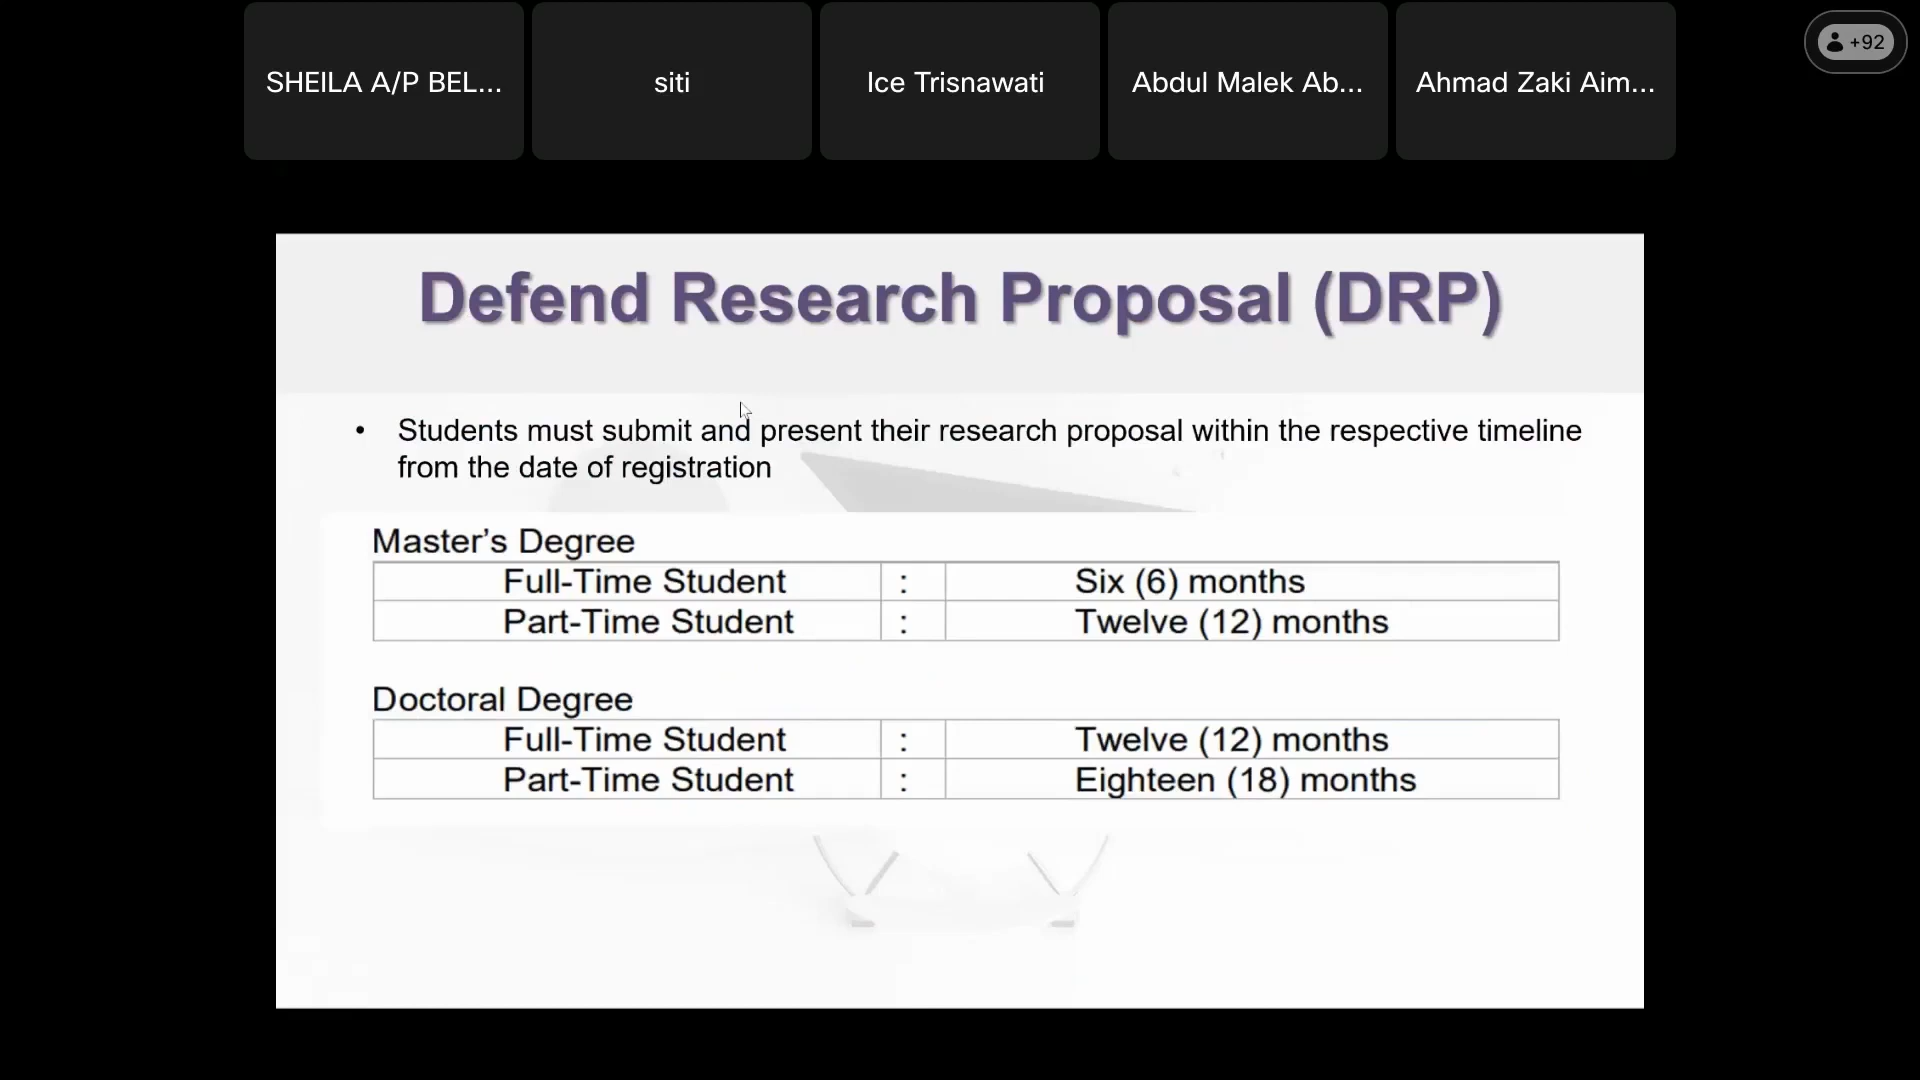 SHEILA A/P BEL...
siti
Ice Trisnawati
Abdul Malek Ab...
Ahmad Zaki Aim...
+92
Defend Research Proposal (DRP)
• Students must submit and present their research proposal within the respective timeline
from the date of registration
Master’s Degree
Full-Time Student : Six (6) months
Part-Time Student : Twelve (12) months
Doctoral Degree
Full-Time Student : Twelve (12) months
Part-Time Student : Eighteen (18) months